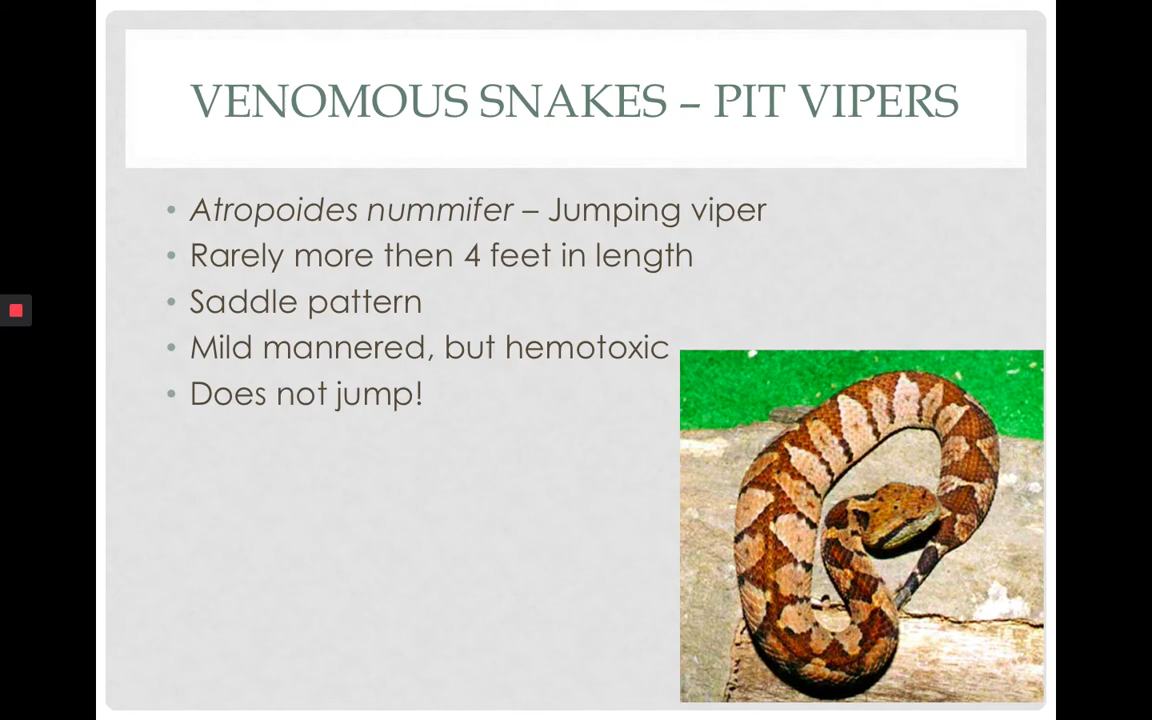 VENOMOUS SNAKES – PIT VIPERS
• Atropoides nummifer – Jumping viper
• Rarely more then 4 feet in length
• Saddle pattern
• Mild mannered, but hemotoxic
• Does not jump!